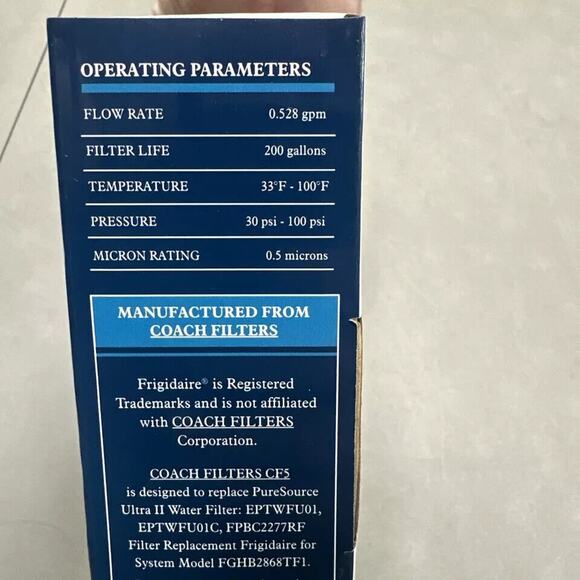 OPERATING PARAMETERS
FLOW RATE 0.528 gpm
FILTER LIFE 200 gallons
TEMPERATURE 33°F - 100°F
PRESSURE 30 psi - 100 psi
MICRON RATING 0.5 microns
MANUFACTURED FROM
COACH FILTERS
Frigidaire® is Registered
Trademarks and is not affiliated
with COACH FILTERS
Corporation.
COACH FILTERS CF5
is designed to replace PureSource
Ultra II Water Filter: EPTWFU01,
EPTWFU01C, FPBC2277RF
Filter Replacement Frigidaire for
System Model FGHB2868TF1.